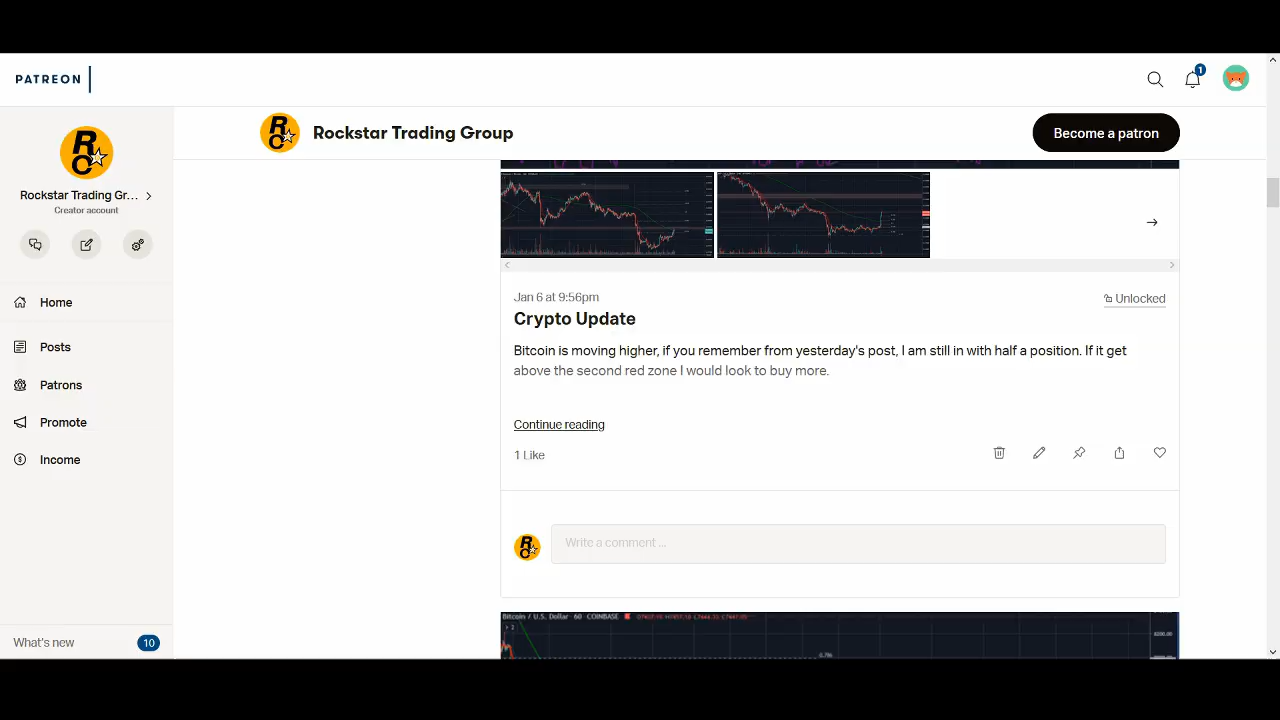 PATREON
1
Rockstar Trading Group
Become a patron
Rockstar Trading Gr...
Creator account
Home
Posts
Patrons
Promote
Income
What's new
10
Jan 6 at 9:56pm
Unlocked
Crypto Update
Bitcoin is moving higher, if you remember from yesterday's post, I am still in with half a position. If it get
above the second red zone I would look to buy more.
Continue reading
1 Like
Write a comment ...
Bitcoin / U.S. Dollar 60 COINBASE